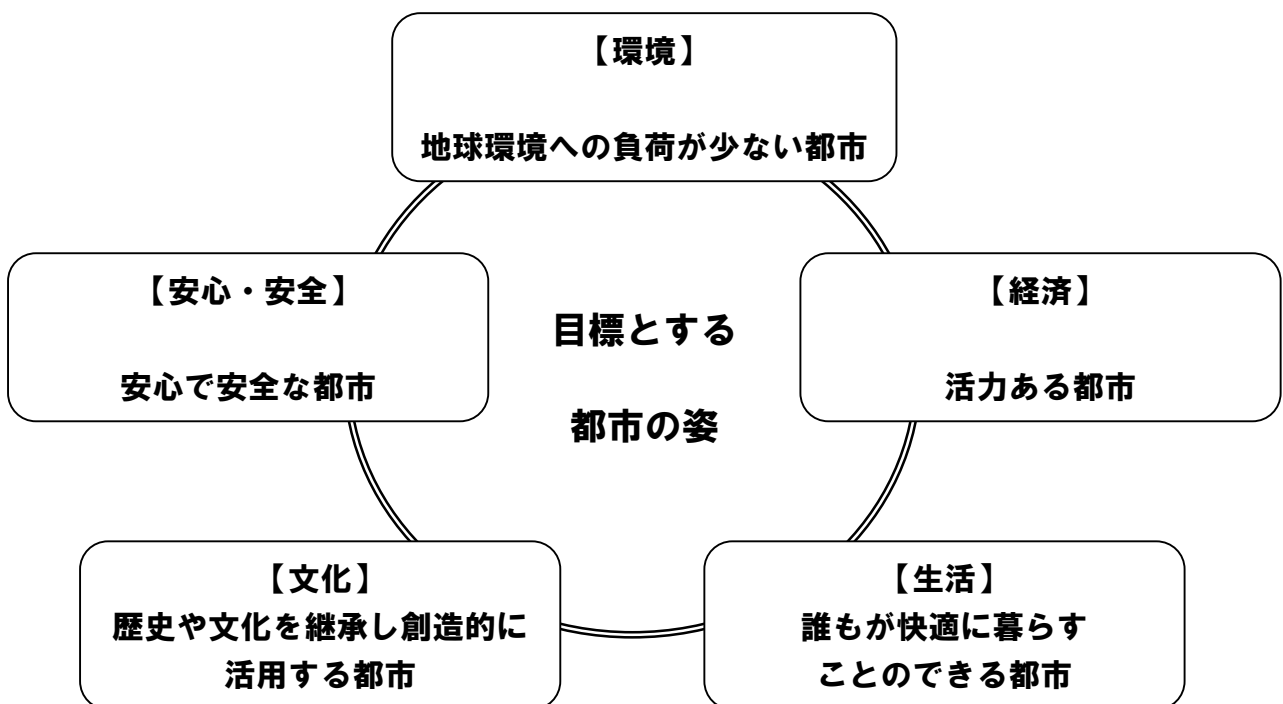 【環境】
地球環境への負荷が少ない都市
【安心・安全】
安心で安全な都市
目標とする
都市の姿
【経済】
活力ある都市
【文化】
歴史や文化を継承し創造的に
活用する都市
【生活】
誰もが快適に暮らす
ことのできる都市